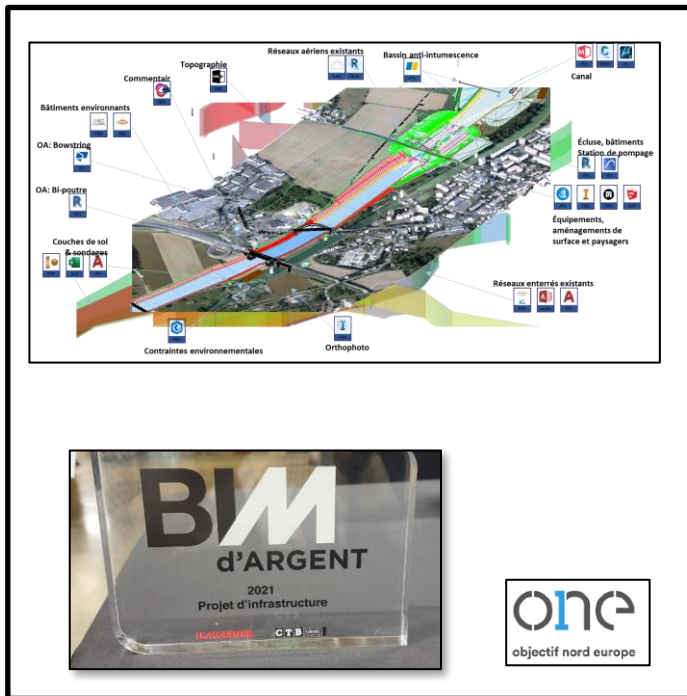 Réseaux aériens existants
Bassin anti-intumescence
Topographie
Canal
Commentair
Bâtiments environnants
OA: Bowstring
Écluse, bâtiments
Station de pompage
OA: Bi-poutre
Équipements,
aménagements de
surface et paysagers
Couches de sol
& sondages
Réseaux enterrés existants
Orthophoto
Contraintes environnementales
BIM
d'ARGENT
2021
Projet d'infrastructure
CTB
one
objectif nord europe